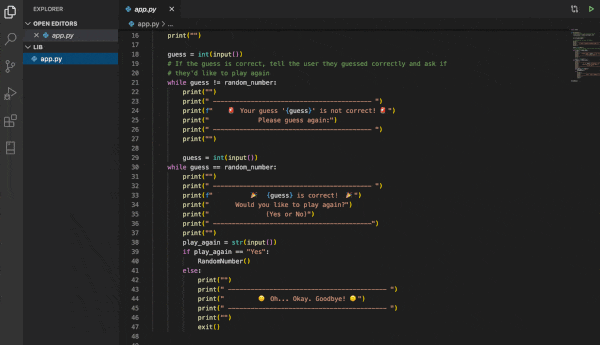 EXPLORER
OPEN EDITORS
app.py
LIB
app.py
app.py
app.py > ...
16 print("")
17
18 guess = int(input())
19 # If the guess is correct, tell the user they guessed correctly and ask if
20 # they'd like to play again
21 while guess != random_number:
22 print("")
23 print(" ------------------------------------------ ")
24 print(f" 🚨 Your guess '{guess}' is not correct! 🚨")
25 print(" Please guess again:")
26 print(" ------------------------------------------ ")
27 print("")
28
29 guess = int(input())
30 while guess == random_number:
31 print("")
32 print(" ------------------------------------------ ")
33 print(f" 🎉 {guess} is correct! 🎉")
34 print(" Would you like to play again?")
35 print(" (Yes or No)")
36 print(" ------------------------------------------")
37 print("")
38 play_again = str(input())
39 if play_again == "Yes":
40 RandomNumber()
41 else:
42 print("")
43 print(" ------------------------------------------ ")
44 print(" 😞 Oh... Okay. Goodbye! 😞")
45 print(" ------------------------------------------ ")
46 print("")
47 exit()
48